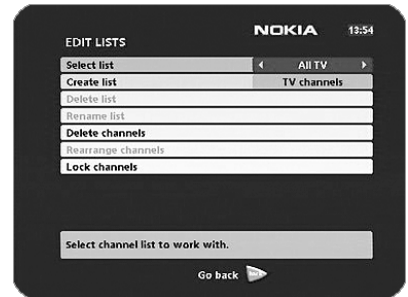 NOKIA 13:54
EDIT LISTS
Select list All TV
Create list TV channels
Delete list
Rename list
Delete channels
Rearrange channels
Lock channels
Select channel list to work with.
Go back